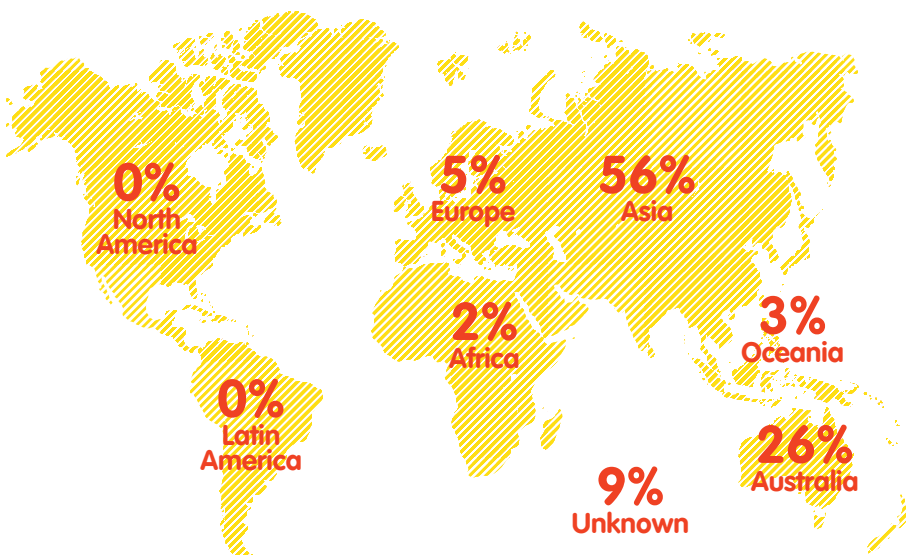 0%
North
America
5%
Europe
56%
Asia
2%
Africa
3%
Oceania
0%
Latin
America
26%
Australia
9%
Unknown